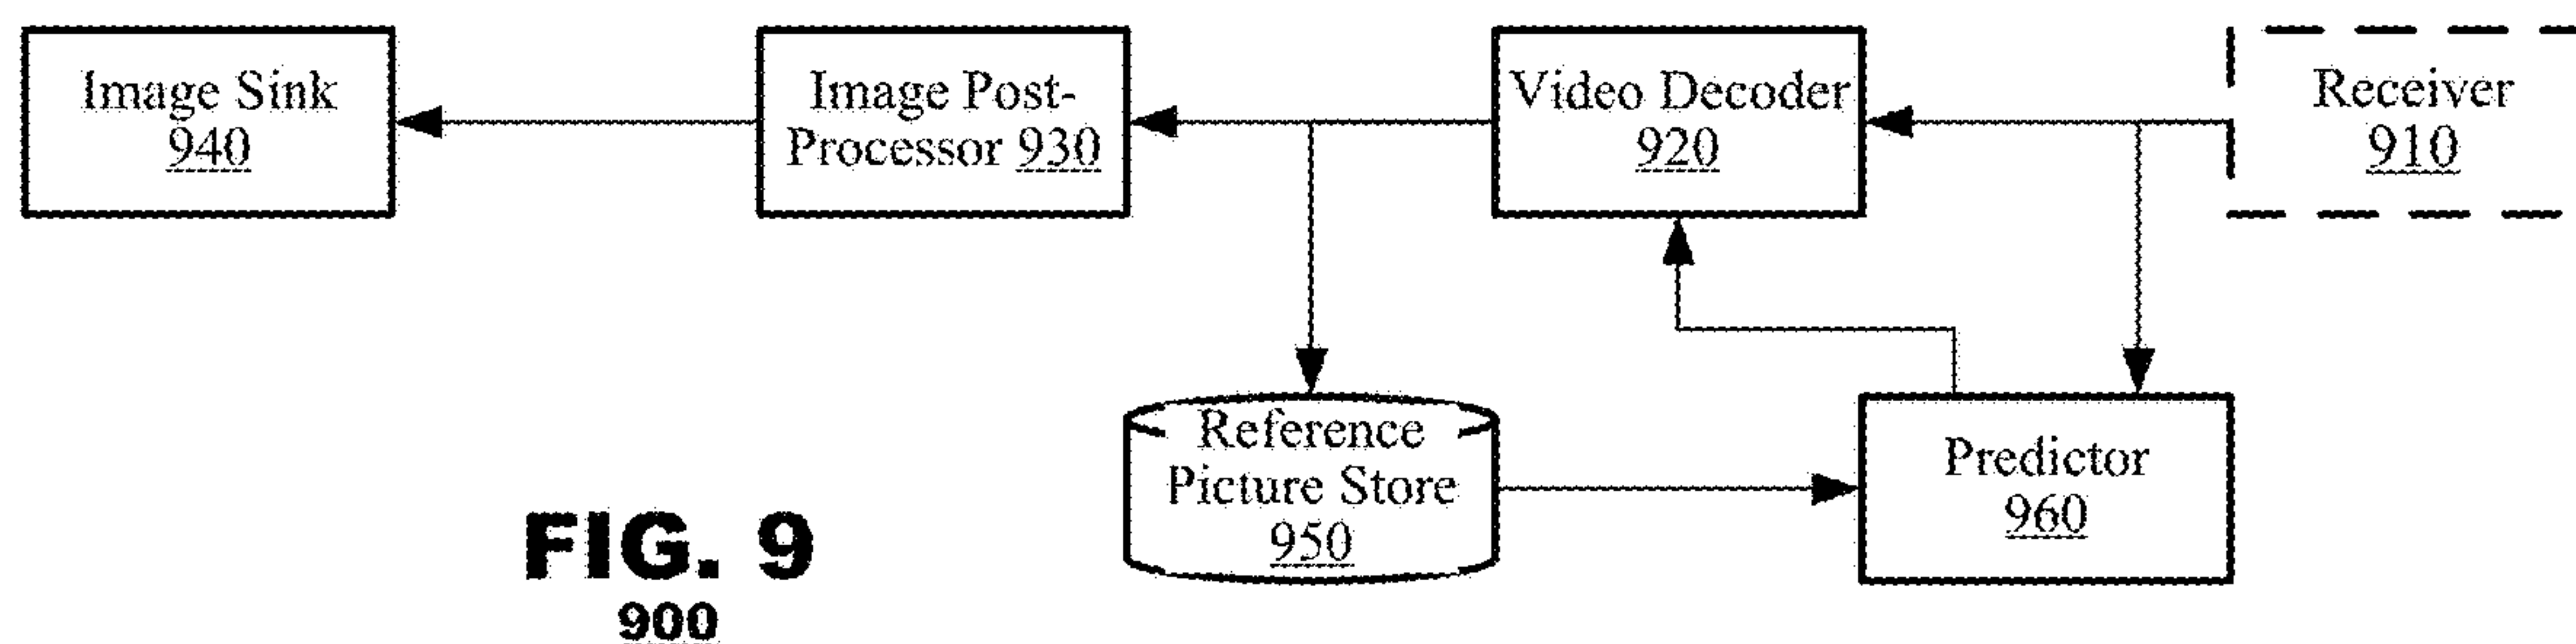 Image Sink
940
Image Post-
Processor 930
Video Decoder
920
Receiver
910
Reference
Picture Store
950
Predictor
960
FIG. 9
900